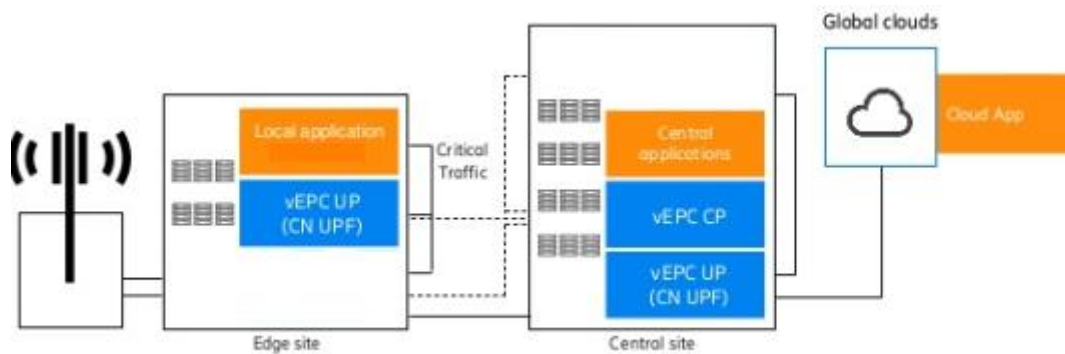 Global clouds
Local application
Critical
Traffic
vEPC UP
(CN UPF)
Edge site
Central
applications
vEPC CP
vEPC UP
(CN UPF)
Central site
Cloud App